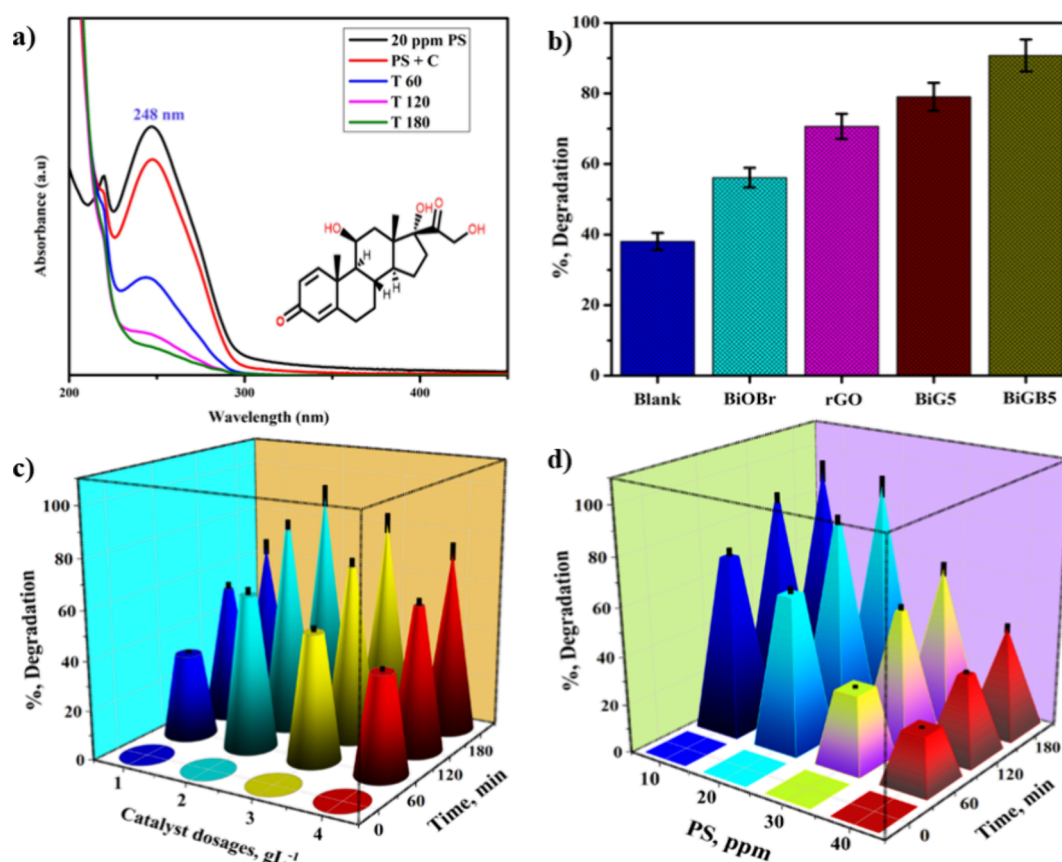 a)
20 ppm PS
PS + C
T 60
T 120
T 180
248 nm
OH
O
HO
OH
H
H
H
O
Absorbance (a.u)
200
300
400
Wavelength (nm)
b)
100
80
60
40
20
0
%, Degradation
Blank
BiOBr
rGO
BiG5
BiGB5
c)
100
80
60
40
20
0
%, Degradation
1
2
3
4
Catalyst dosages, gL⁻¹
0
60
120
180
Time, min
d)
100
80
60
40
20
0
%, Degradation
10
20
30
40
PS, ppm
0
60
120
180
Time, min